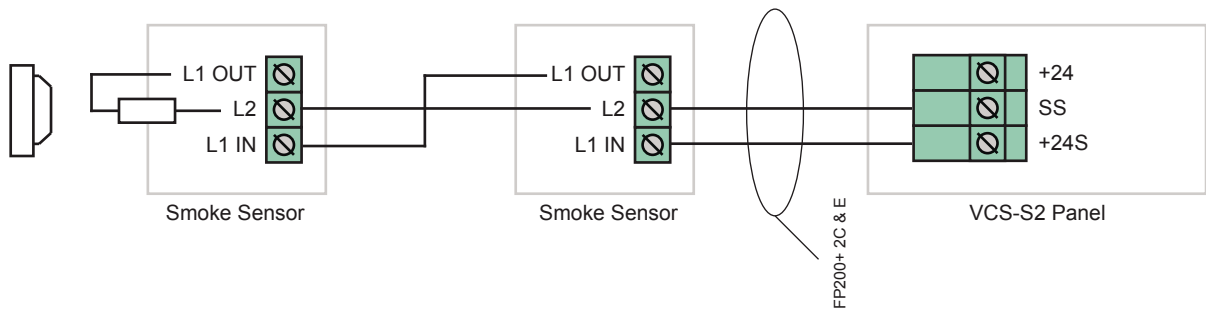 L1 OUT
L2
L1 IN
Smoke Sensor
L1 OUT
L2
L1 IN
Smoke Sensor
FP200+ 2C & E
+24
SS
+24S
VCS-S2 Panel